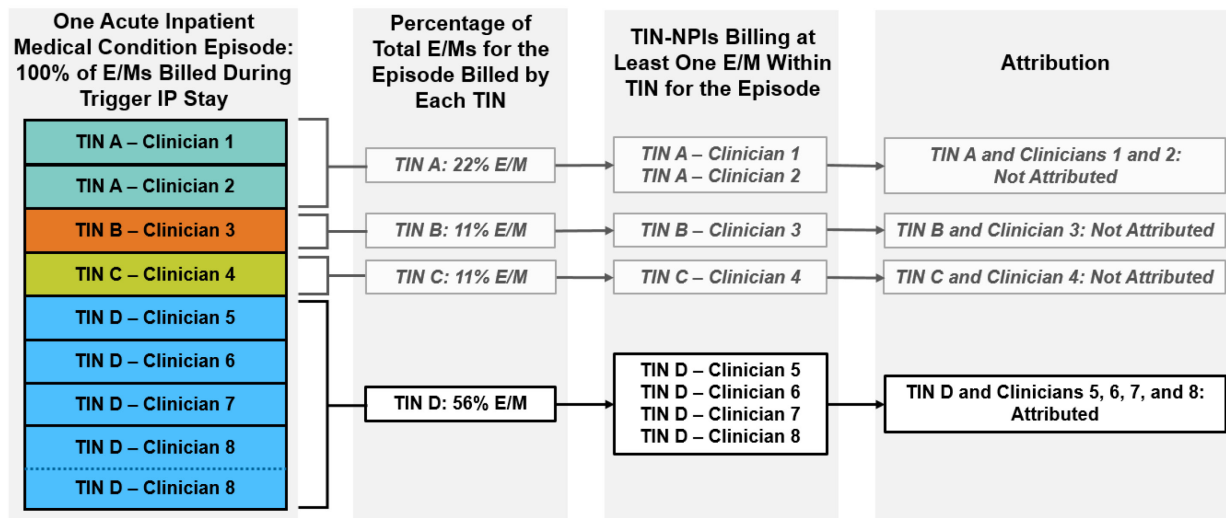 One Acute Inpatient
Medical Condition Episode:
100% of E/Ms Billed During
Trigger IP Stay
TIN A – Clinician 1
TIN A – Clinician 2
TIN B – Clinician 3
TIN C – Clinician 4
TIN D – Clinician 5
TIN D – Clinician 6
TIN D – Clinician 7
TIN D – Clinician 8
TIN D – Clinician 8
Percentage of
Total E/Ms for the
Episode Billed by
Each TIN
TIN A: 22% E/M
TIN B: 11% E/M
TIN C: 11% E/M
TIN D: 56% E/M
TIN-NPIs Billing at
Least One E/M Within
TIN for the Episode
TIN A – Clinician 1
TIN A – Clinician 2
TIN B – Clinician 3
TIN C – Clinician 4
TIN D – Clinician 5
TIN D – Clinician 6
TIN D – Clinician 7
TIN D – Clinician 8
Attribution
TIN A and Clinicians 1 and 2:
Not Attributed
TIN B and Clinician 3: Not Attributed
TIN C and Clinician 4: Not Attributed
TIN D and Clinicians 5, 6, 7, and 8:
Attributed